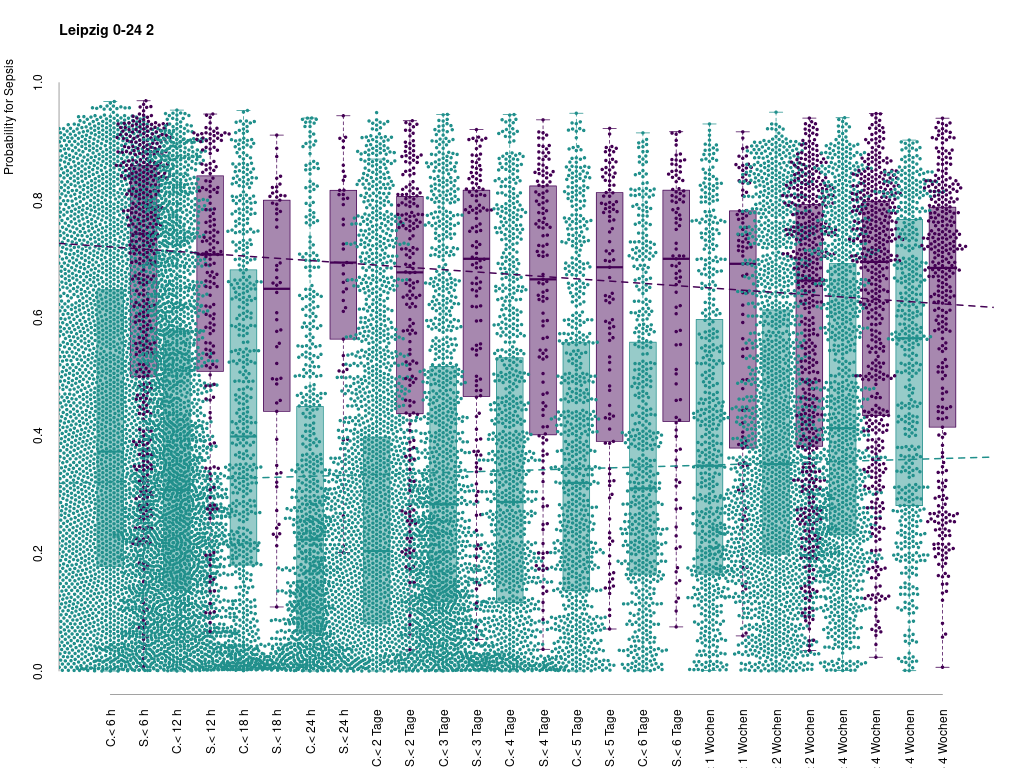 Leipzig 0-24 2
Probability for Sepsis
1.0
0.8
0.6
0.4
0.2
0.0
C.< 6 h
S.< 6 h
C.< 12 h
S.< 12 h
C.< 18 h
S.< 18 h
C.< 24 h
S.< 24 h
C.< 2 Tage
S.< 2 Tage
C.< 3 Tage
S.< 3 Tage
C.< 4 Tage
S.< 4 Tage
C.< 5 Tage
S.< 5 Tage
C.< 6 Tage
S.< 6 Tage
1 Wochen
1 Wochen
2 Wochen
2 Wochen
4 Wochen
4 Wochen
4 Wochen
4 Wochen